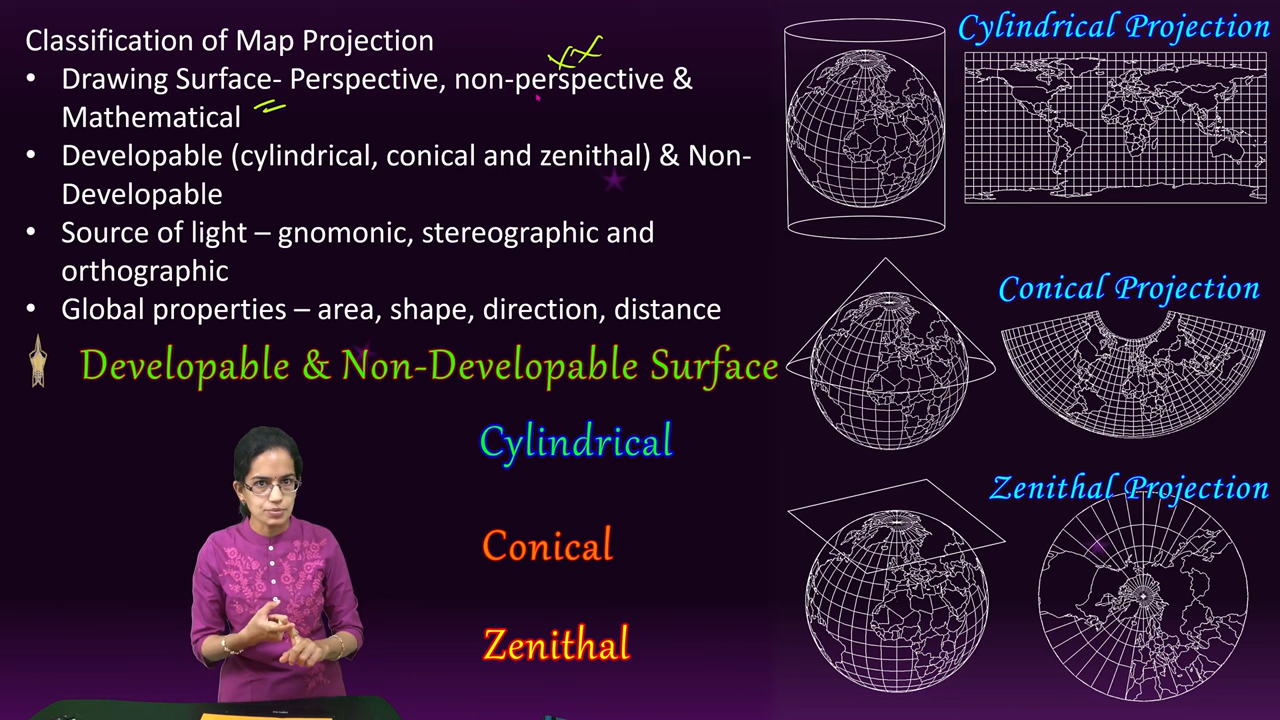 Classification of Map Projection
• Drawing Surface- Perspective, non-perspective &
Mathematical
• Developable (cylindrical, conical and zenithal) & Non-
Developable
• Source of light – gnomonic, stereographic and
orthographic
• Global properties – area, shape, direction, distance
Developable & Non-Developable Surface
Cylindrical
Conical
Zenithal
Cylindrical Projection
Conical Projection
Zenithal Projection